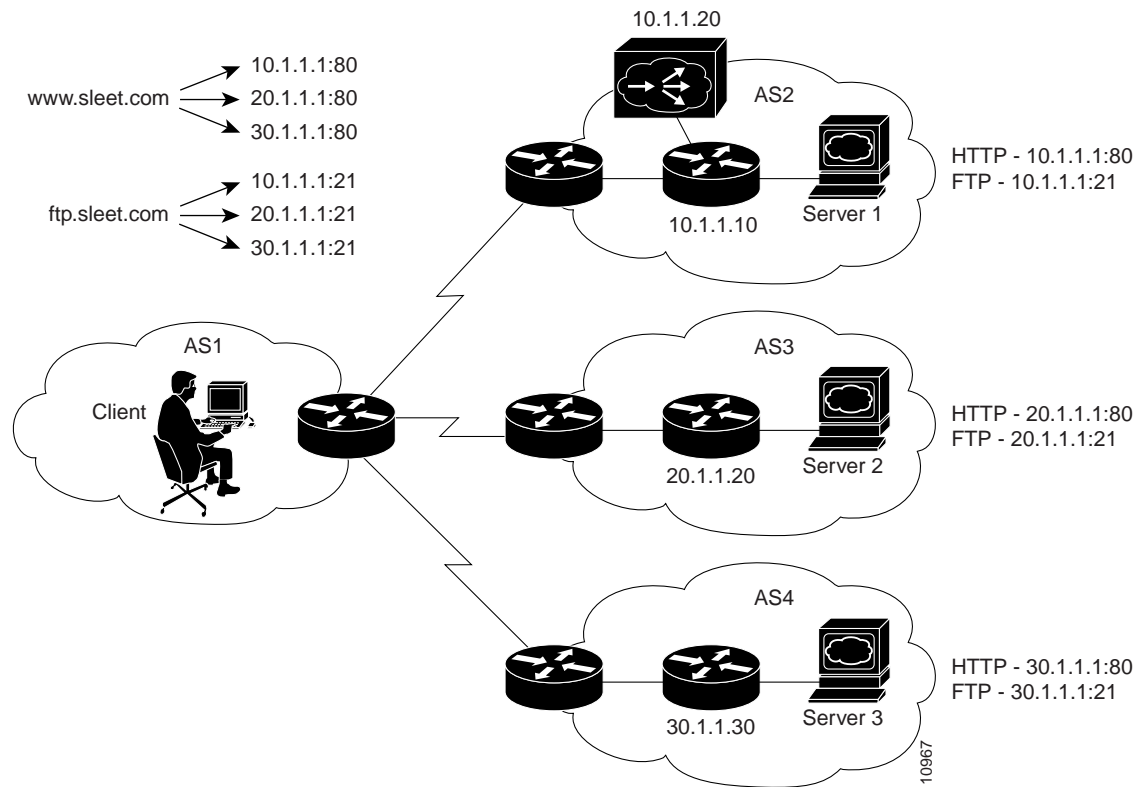 10.1.1.20
www.sleet.com
10.1.1.1:80
20.1.1.1:80
30.1.1.1:80
ftp.sleet.com
10.1.1.1:21
20.1.1.1:21
30.1.1.1:21
AS2
10.1.1.10
Server 1
HTTP - 10.1.1.1:80
FTP - 10.1.1.1:21
AS1
Client
AS3
20.1.1.20
Server 2
HTTP - 20.1.1.1:80
FTP - 20.1.1.1:21
AS4
30.1.1.30
Server 3
HTTP - 30.1.1.1:80
FTP - 30.1.1.1:21
10967